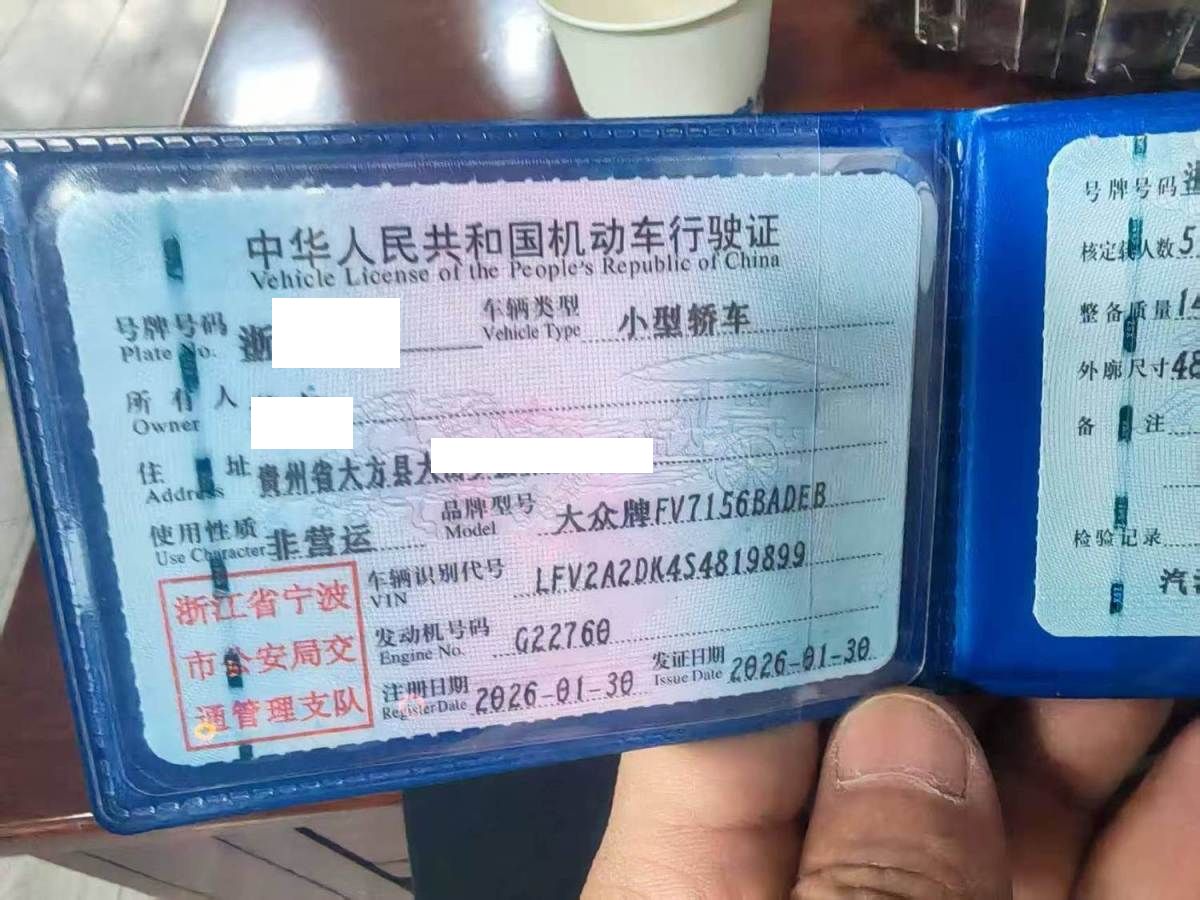 中华人民共和国机动车行驶证
Vehicle License of the People's Republic of China
号牌号码 浙 车辆类型 小型轿车
Plate No. Vehicle Type
所有人
Owner
住址 贵州省大方县大
Address
使用性质 非营运 品牌型号 大众牌FV7156BADEB
Use Character Model
车辆识别代号 LFV2A2DK4S4819899
VIN
发动机号码 G22760
Engine No.
注册日期 2026-01-30 发证日期 2026-01-30
Register Date Issue Date
浙江省宁波
市公安局交
通管理支队
号牌号码 浙
核定载人数 5
整备质量 1
外廓尺寸 48
备注
检验记录
汽